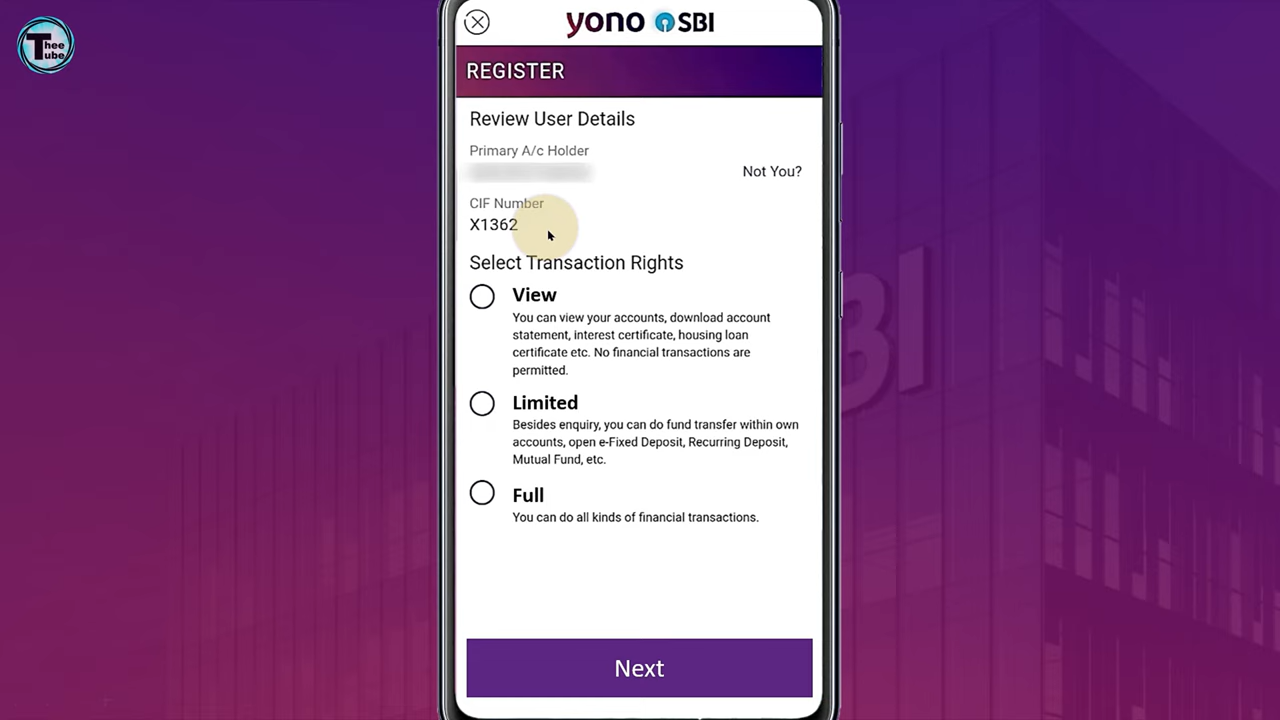 Thee
Tube
yono SBI
REGISTER
Review User Details
Primary A/c Holder
Not You?
CIF Number
X1362
Select Transaction Rights
View
You can view your accounts, download account
statement, interest certificate, housing loan
certificate etc. No financial transactions are
permitted.
Limited
Besides enquiry, you can do fund transfer within own
accounts, open e-Fixed Deposit, Recurring Deposit,
Mutual Fund, etc.
Full
You can do all kinds of financial transactions.
Next